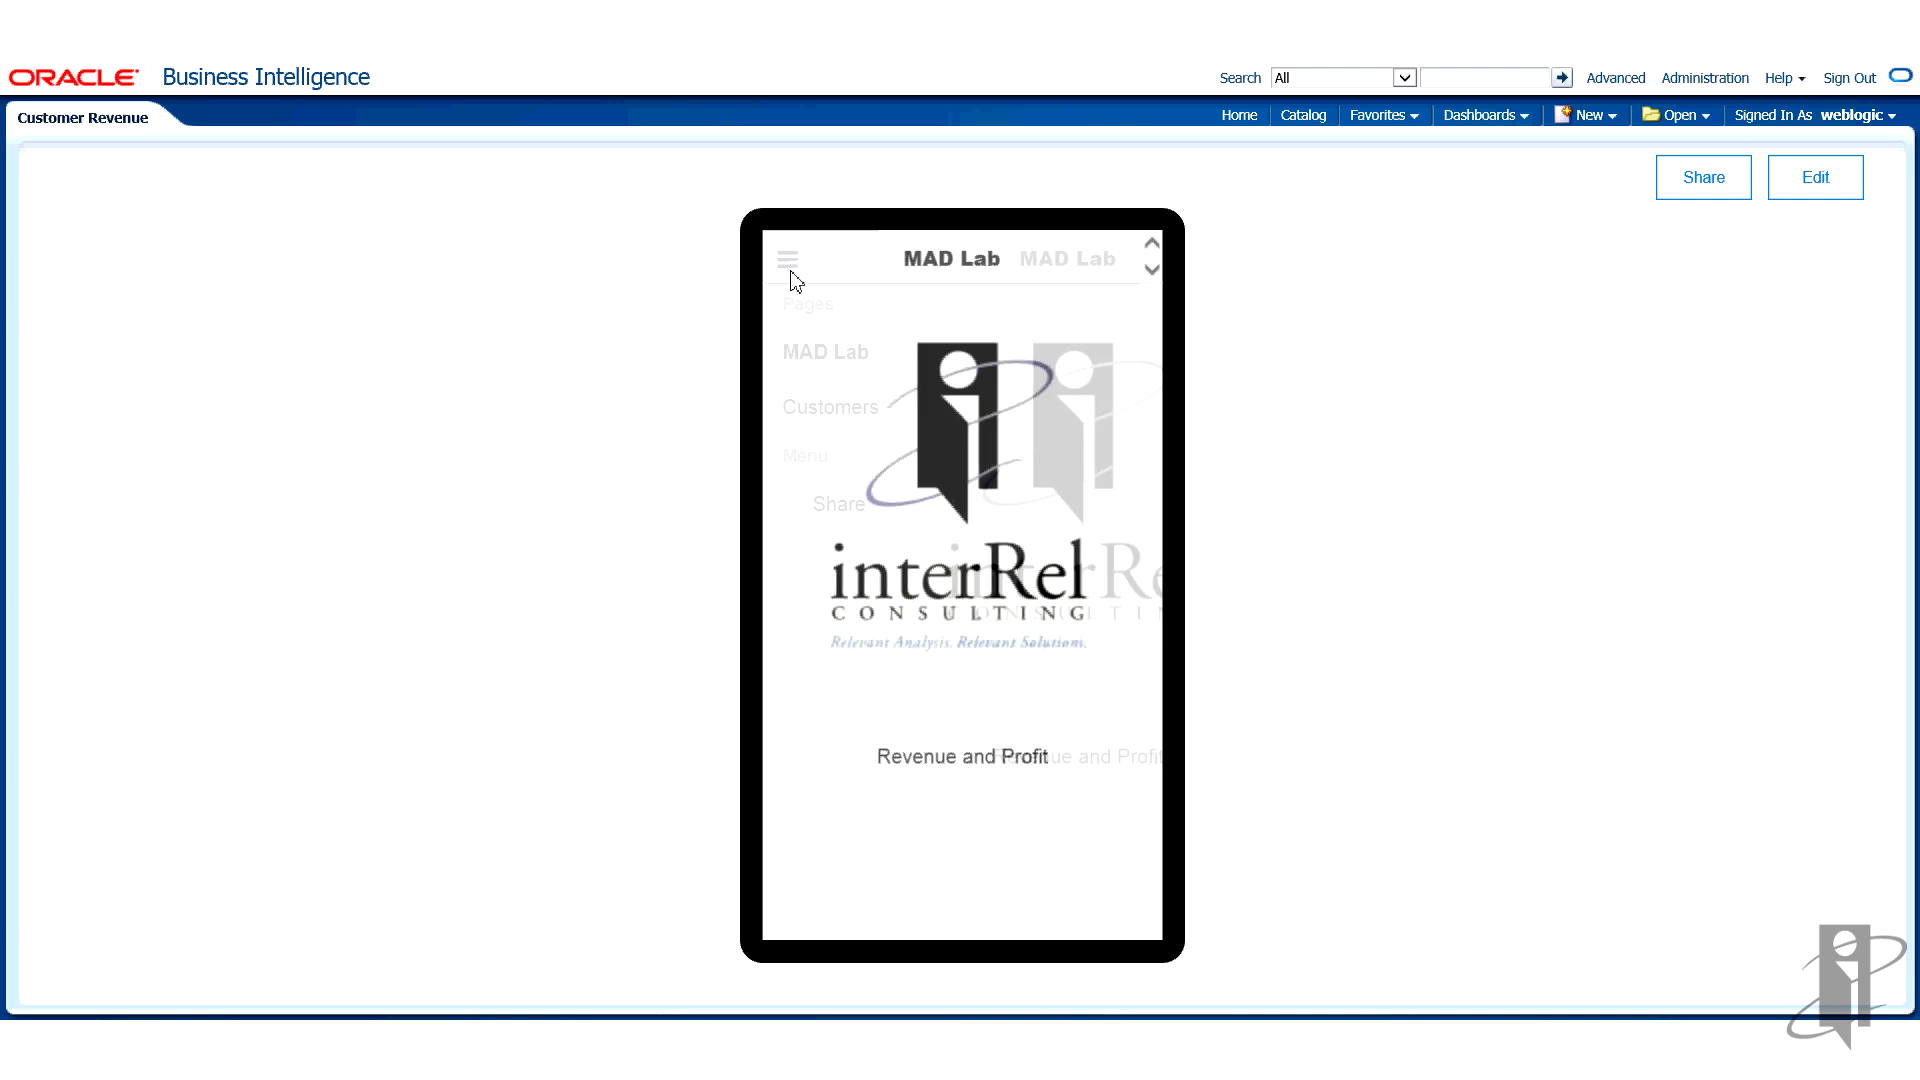 ORACLE Business Intelligence
Search All Advanced Administration Help Sign Out
Customer Revenue
Home Catalog Favorites Dashboards New Open Signed In As weblogic
Share Edit
MAD Lab MAD Lab
Pages
MAD Lab
Customers
Menu
Share
interRel
CONSULTING
Relevant Analysis. Relevant Solutions.
Revenue and Profit